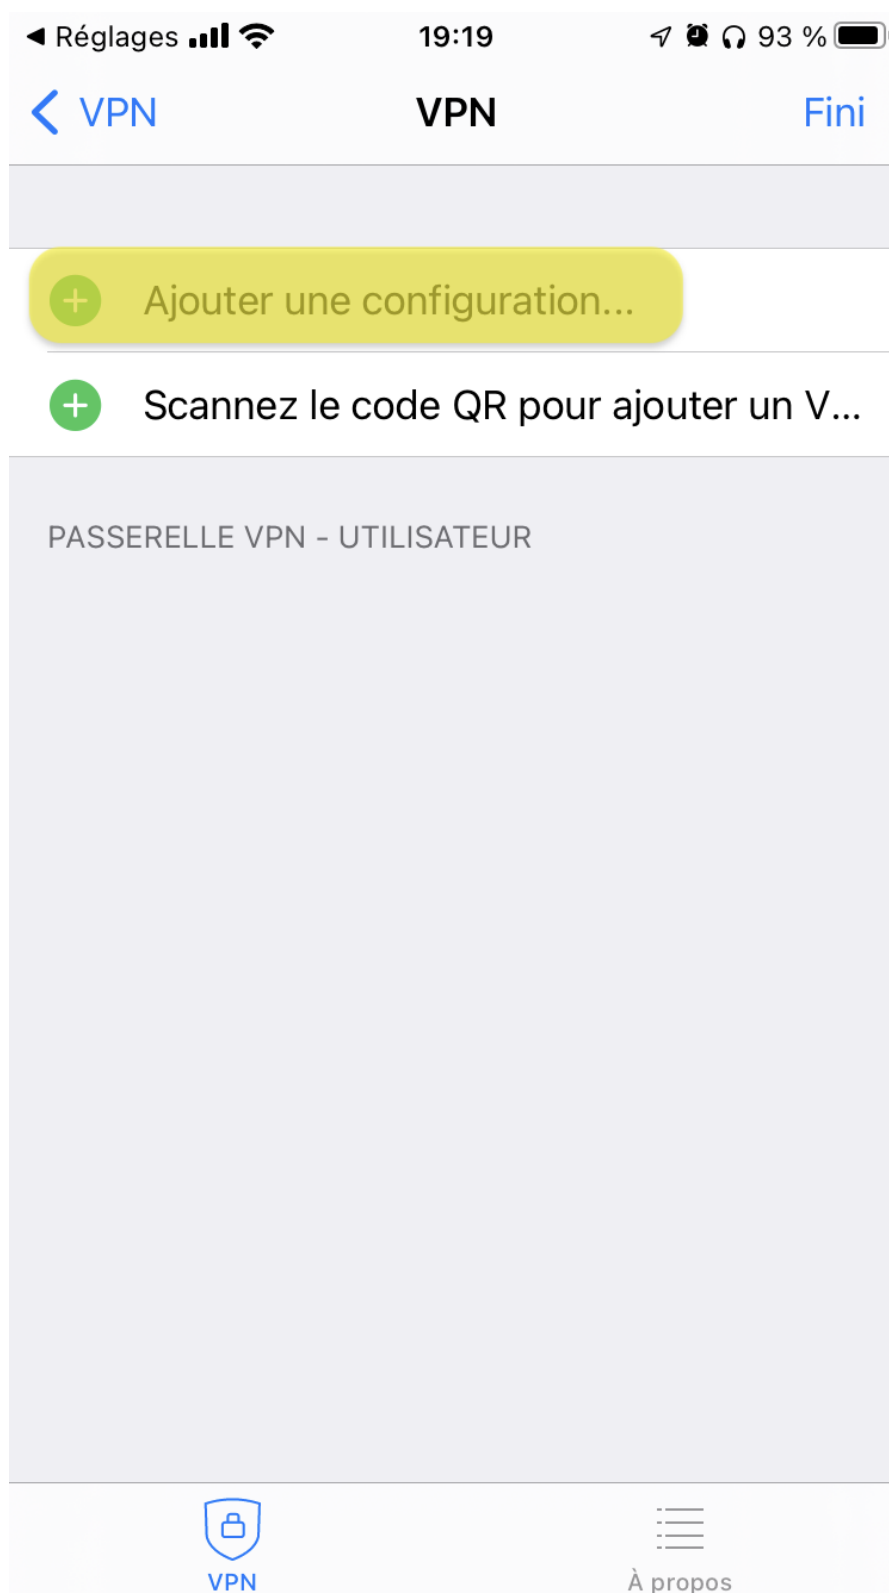 Réglages
19:19
93 %
VPN
VPN
Fini
Ajouter une configuration...
Scannez le code QR pour ajouter un V...
PASSERELLE VPN - UTILISATEUR
VPN
À propos